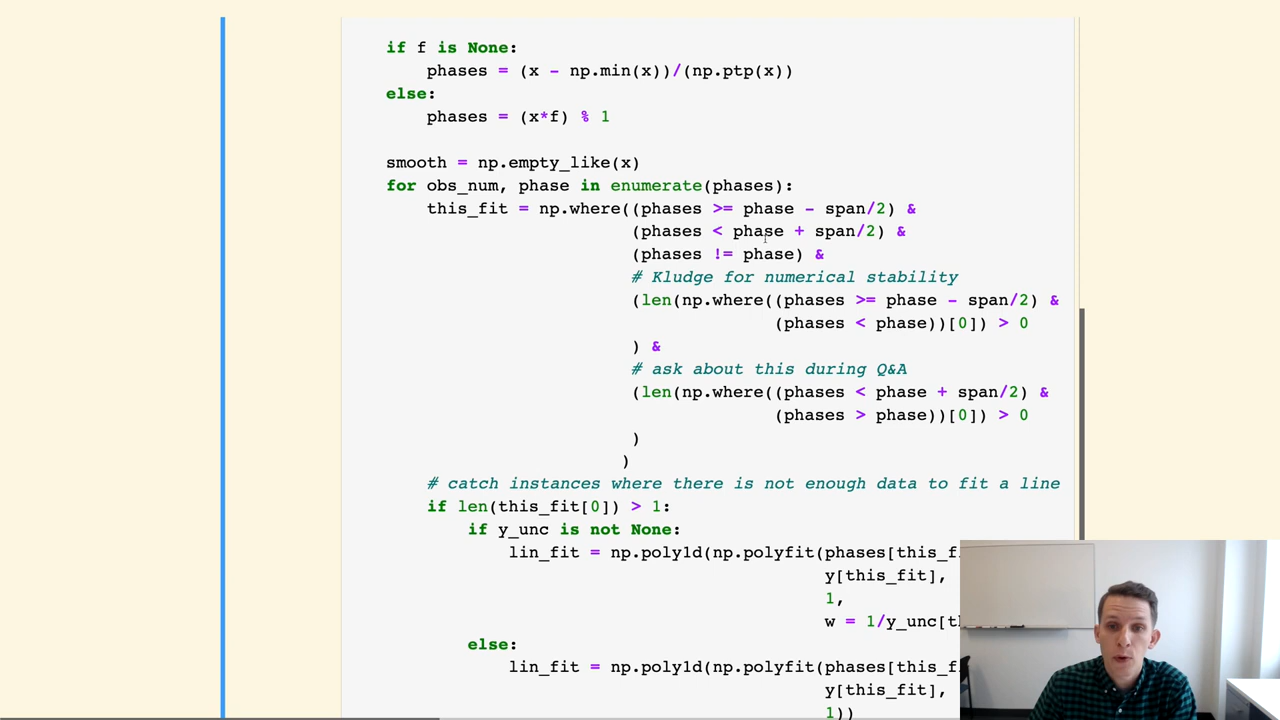 if f is None:
phases = (x - np.min(x))/(np.ptp(x))
else:
phases = (x*f) % 1
smooth = np.empty_like(x)
for obs_num, phase in enumerate(phases):
this_fit = np.where((phases >= phase - span/2) &
(phases < phase + span/2) &
(phases != phase) &
# Kludge for numerical stability
(len(np.where((phases >= phase - span/2) &
(phases < phase))[0]) > 0
) &
# ask about this during Q&A
(len(np.where((phases < phase + span/2) &
(phases > phase))[0]) > 0
)
)
# catch instances where there is not enough data to fit a line
if len(this_fit[0]) > 1:
if y_unc is not None:
lin_fit = np.poly1d(np.polyfit(phases[this_f
y[this_fit],
1,
w = 1/y_unc[t
else:
lin_fit = np.poly1d(np.polyfit(phases[this_f
y[this_fit],
1))